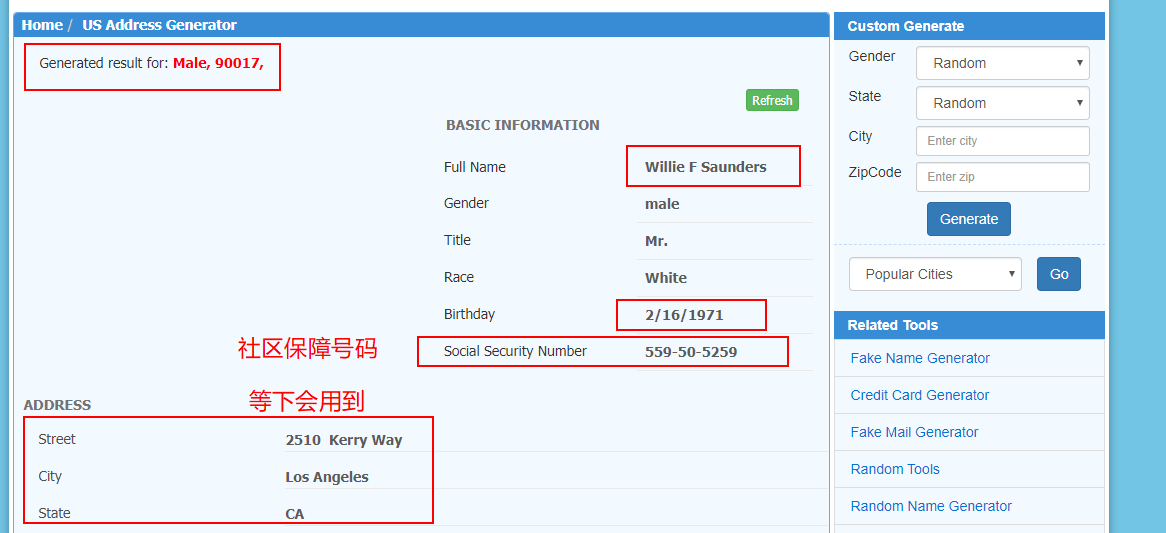 Home / US Address Generator
Generated result for: Male, 90017,
Refresh
BASIC INFORMATION
Full Name Willie F Saunders
Gender male
Title Mr.
Race White
Birthday 2/16/1971
社区保障号码 Social Security Number 559-50-5259
等下会用到
ADDRESS
Street 2510 Kerry Way
City Los Angeles
State CA
Custom Generate
Gender Random
State Random
City Enter city
ZipCode Enter zip
Generate
Popular Cities Go
Related Tools
Fake Name Generator
Credit Card Generator
Fake Mail Generator
Random Tools
Random Name Generator